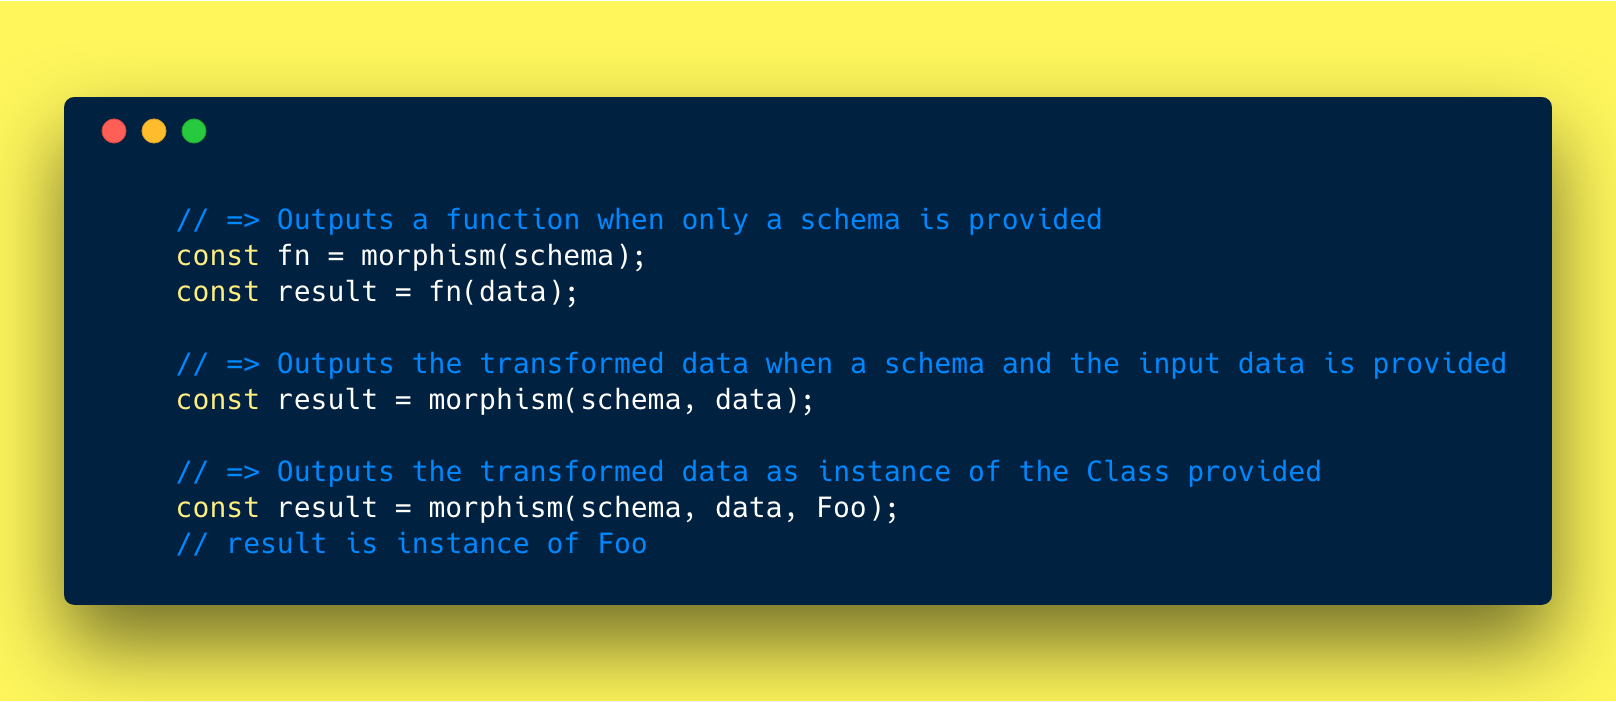 // => Outputs a function when only a schema is provided
const fn = morphism(schema);
const result = fn(data);
// => Outputs the transformed data when a schema and the input data is provided
const result = morphism(schema, data);
// => Outputs the transformed data as instance of the Class provided
const result = morphism(schema, data, Foo);
// result is instance of Foo